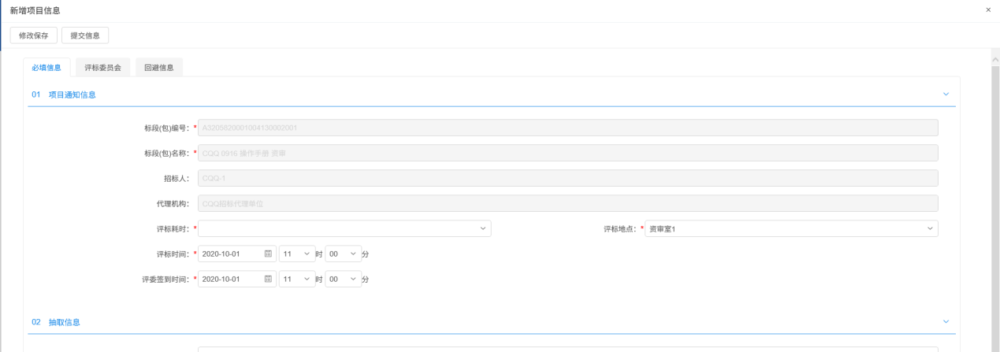 新增项目信息 ×
修改保存 提交信息
必填信息 评标委员会 回避信息
01 项目通知信息
标段(包)编号: * A3205820001004130002001
标段(包)名称: * CQQ 0916 操作手册 资审
招标人: CQQ-1
代理机构: CQQ招标代理单位
评标耗时: * 评标地点: * 资审室1
评标时间: * 2020-10-01 11 时 00 分
评委签到时间: * 2020-10-01 11 时 00 分
02 抽取信息